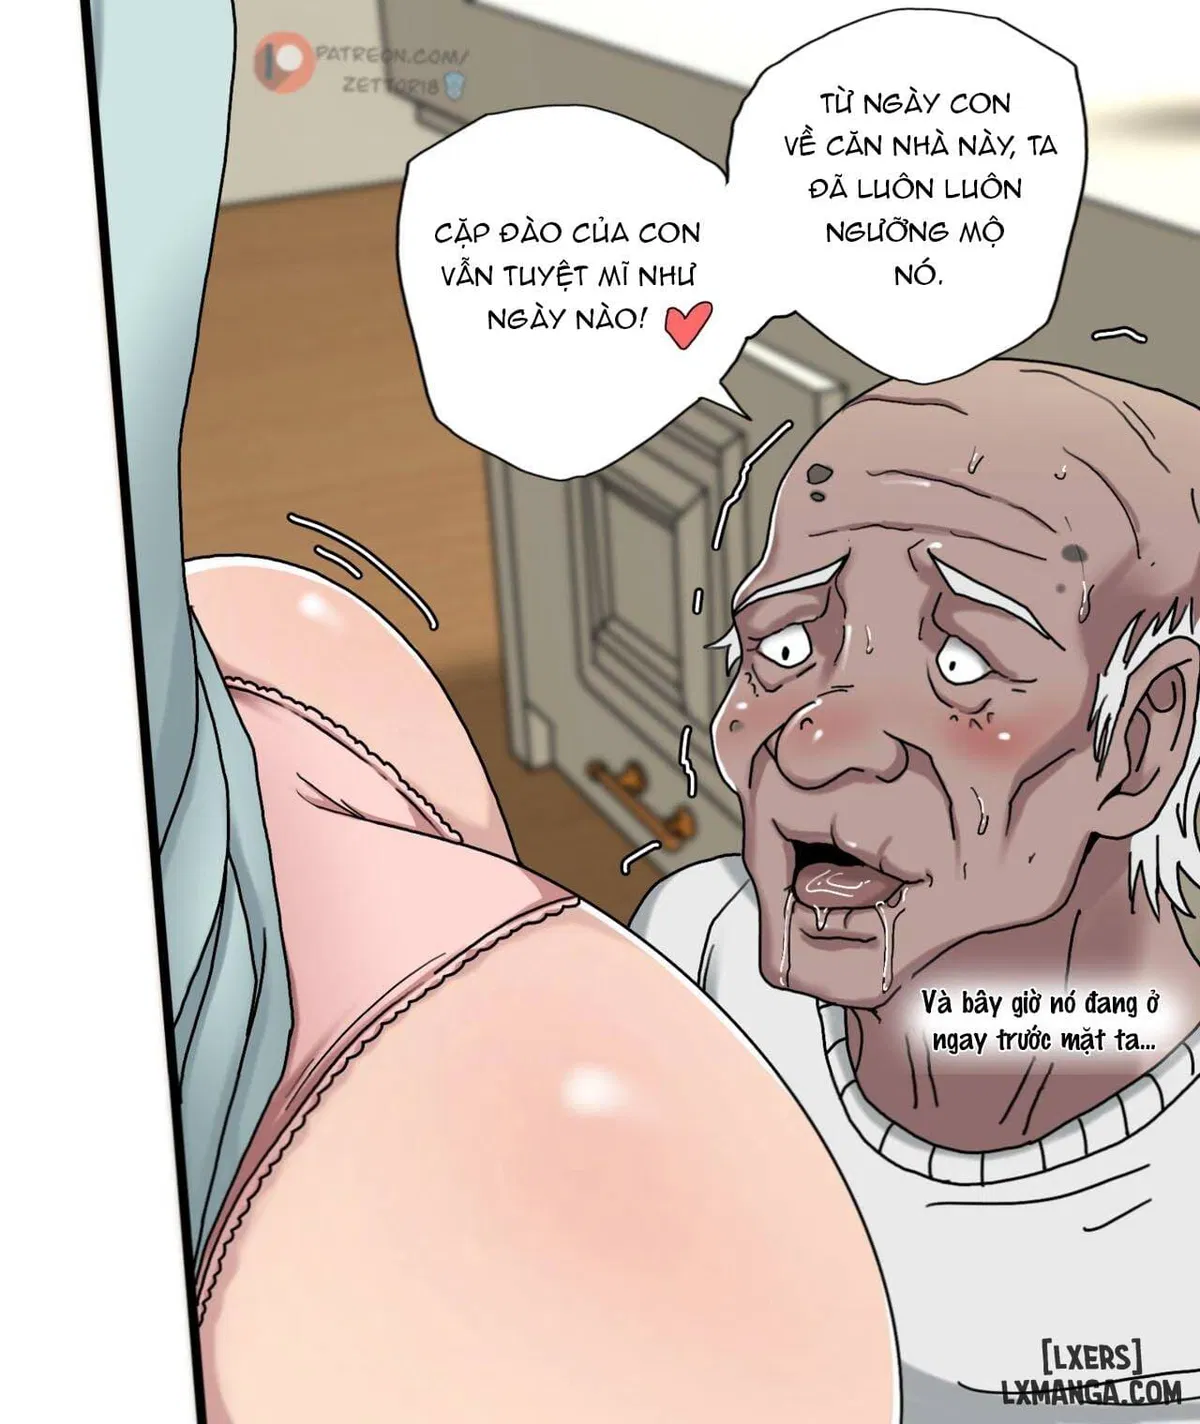 PATREON.COM/
ZETTOR18
TỪ NGÀY CON
VỀ CĂN NHÀ NÀY, TA
ĐÃ LUÔN LUÔN
NGƯỠNG MỘ
NÓ.
CẶP ĐÀO CỦA CON
VẪN TUYỆT MĨ NHƯ
NGÀY NÀO!
Và bây giờ nó đang ở
ngay trước mặt ta...
[LXERS]
LXMANGA.COM